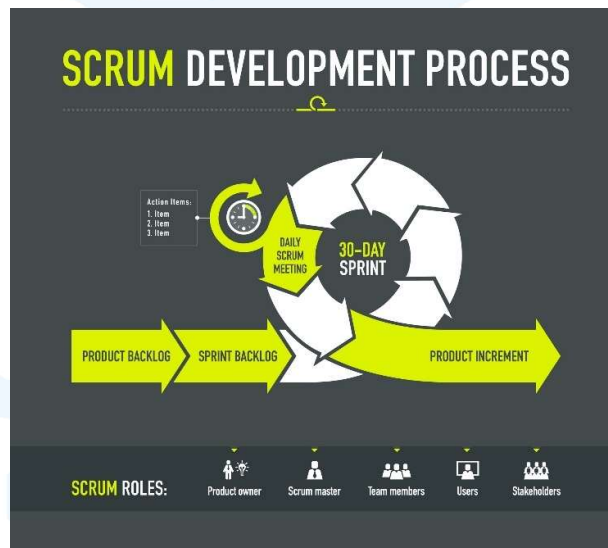 SCRUM DEVELOPMENT PROCESS
Action Items:
1. Item
2. Item
3. Item
DAILY
SCRUM
MEETING
30-DAY
SPRINT
PRODUCT BACKLOG
SPRINT BACKLOG
PRODUCT INCREMENT
SCRUM ROLES:
Product owner
Scrum master
Team members
Users
Stakeholders